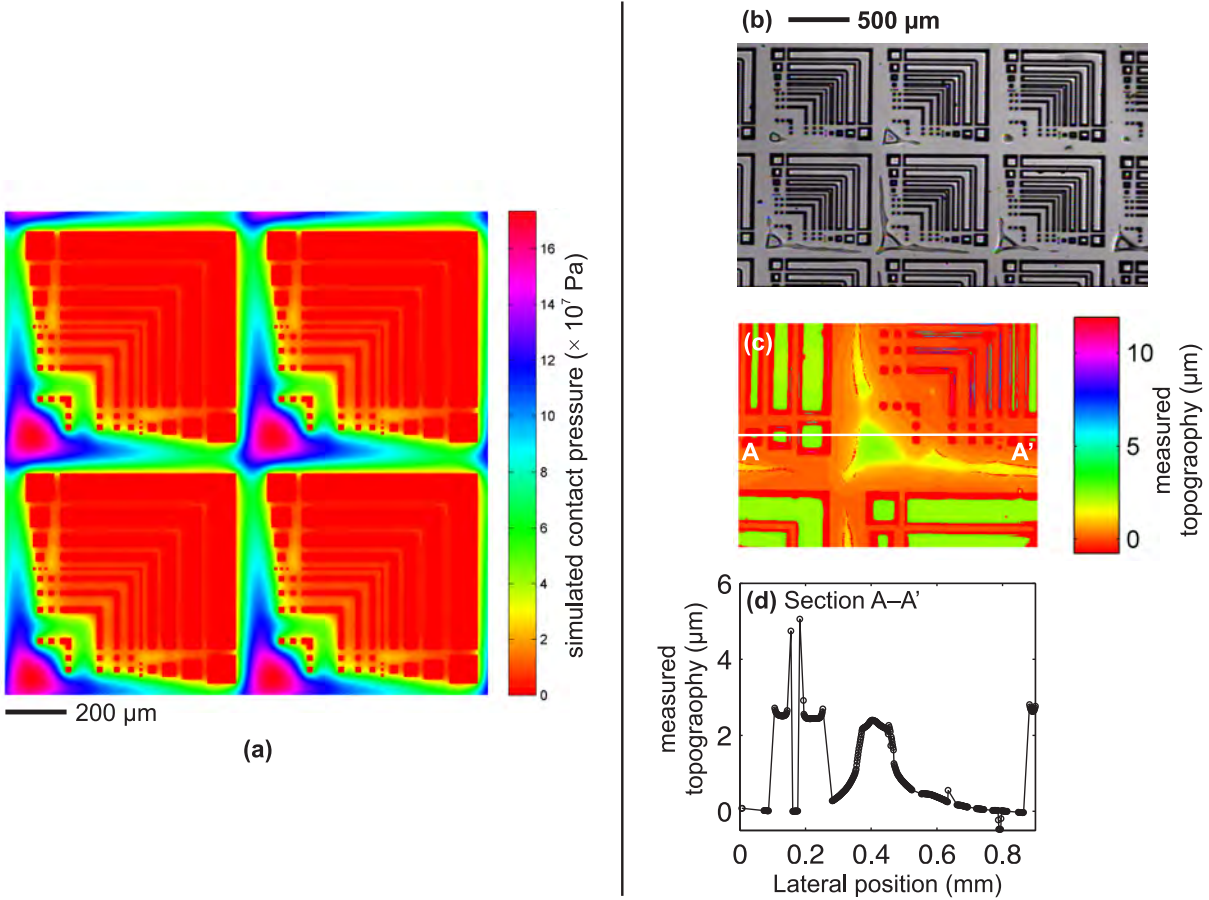 16
14
12
10
8
6
4
2
0
simulated contact pressure (× 10⁷ Pa)
200 µm
(a)
(b) 500 µm
(c)
A A'
10
5
0
measured
topograophy (µm)
(d) Section A–A'
6
4
2
0
measured
topograophy (µm)
0 0.2 0.4 0.6 0.8
Lateral position (mm)